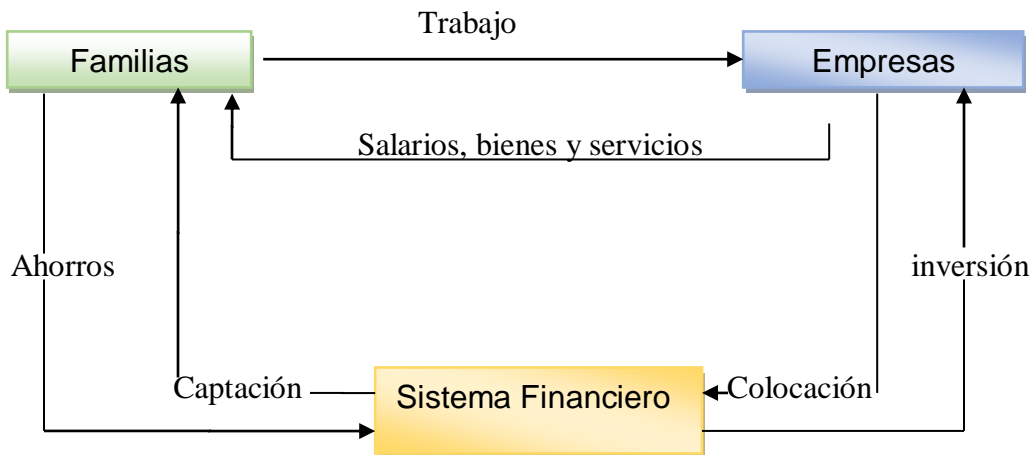 Trabajo
Familias
Empresas
Salarios, bienes y servicios
Ahorros
inversión
Captación
Sistema Financiero
Colocación